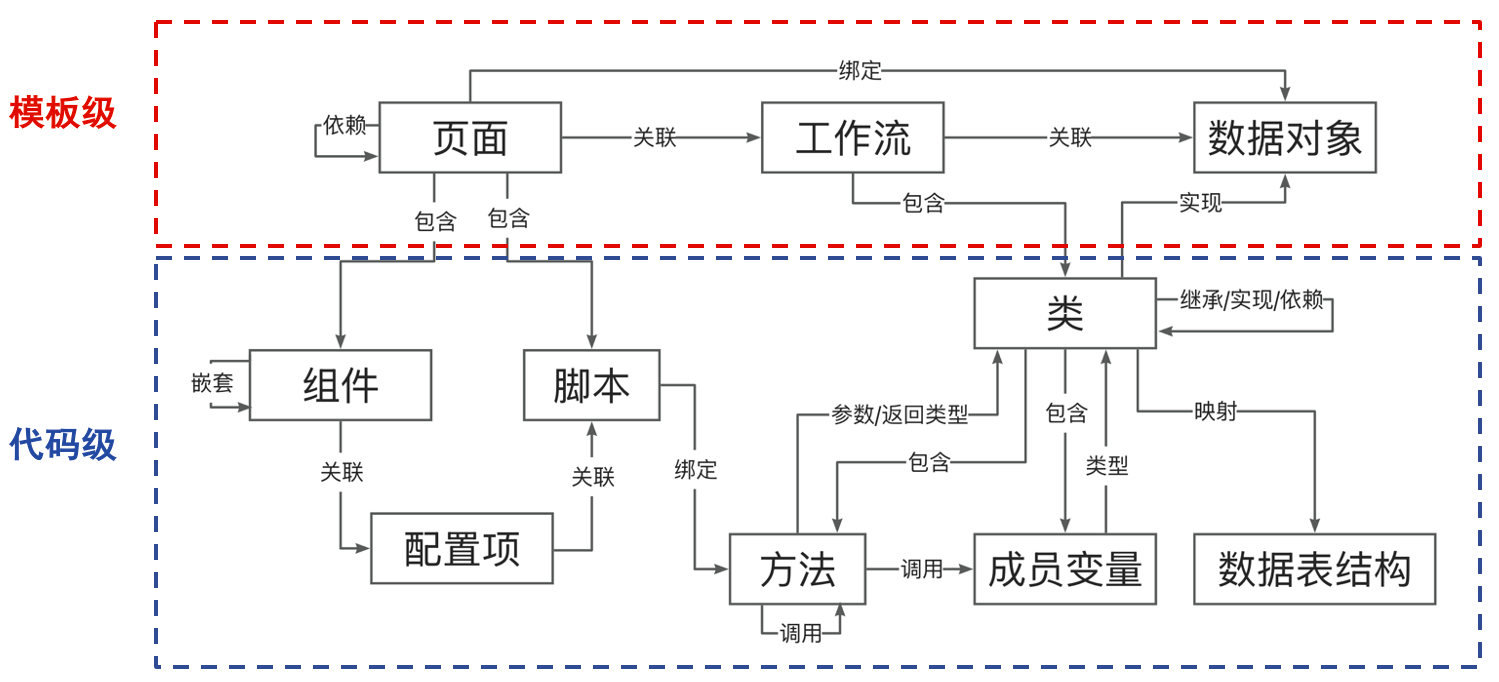 绑定
模板级
依赖
页面
关联
工作流
关联
数据对象
包含
包含
包含
实现
类
继承/实现/依赖
嵌套
组件
脚本
参数/返回类型
包含
映射
代码级
关联
关联
绑定
包含
类型
配置项
方法
调用
成员变量
数据表结构
调用